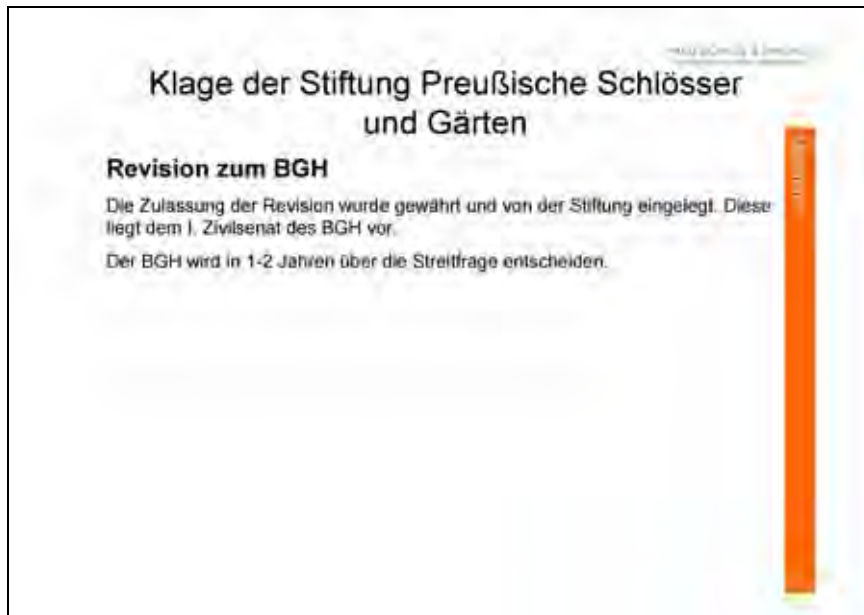 Klage der Stiftung Preußische Schlösser
und Gärten
Revision zum BGH
Die Zulassung der Revision wurde gewährt und von der Stiftung eingelegt. Diese
liegt dem I. Zivilsenat des BGH vor.
Der BGH wird in 1-2 Jahren über die Streitfrage entscheiden.